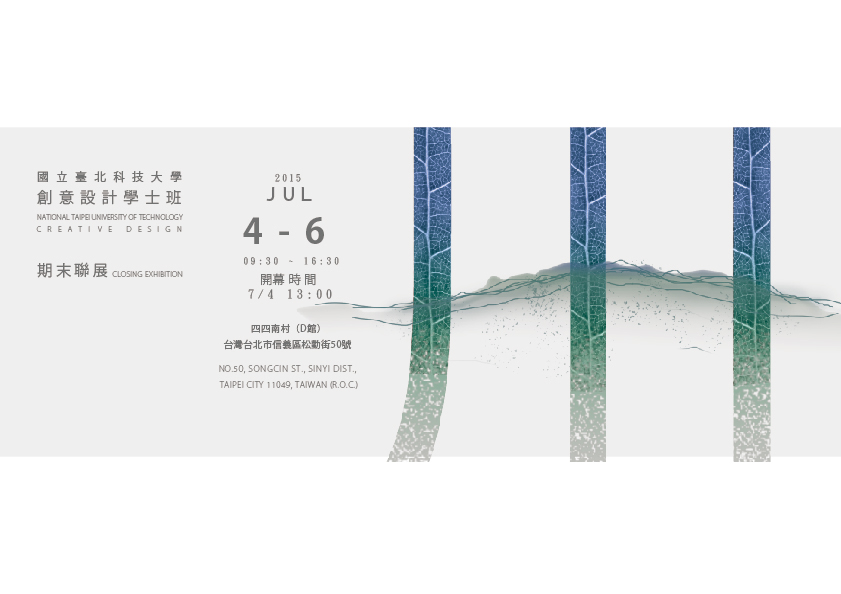 國立臺北科技大學
創意設計學士班
NATIONAL TAIPEI UNIVERSITY OF TECHNOLOGY
CREATIVE DESIGN
期末聯展 CLOSING EXHIBITION
2015
JUL
4 - 6
09:30 ~ 16:30
開幕時間
7/4 13:00
四四南村（D館）
台灣台北市信義區松勤街50號
NO.50, SONGCIN ST., SINYI DIST.,
TAIPEI CITY 11049, TAIWAN (R.O.C.)